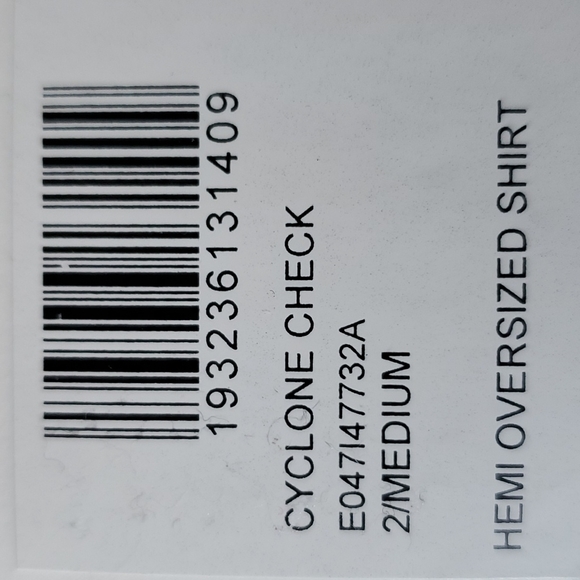 193236131409
CYCLONE CHECK
E047I47732A
2/MEDIUM
HEMI OVERSIZED SHIRT